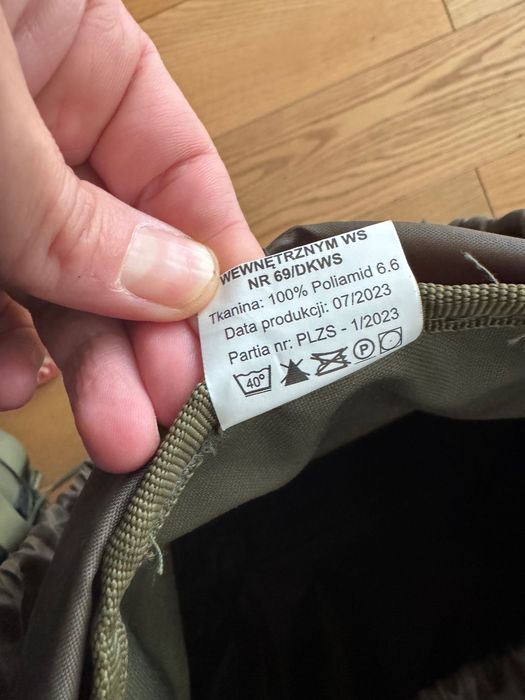 WEWNĘTRZNYM WS
NR 69/DKWS
Tkanina: 100% Poliamid 6.6
Data produkcji: 07/2023
Partia nr: PLZS - 1/2023
40° P